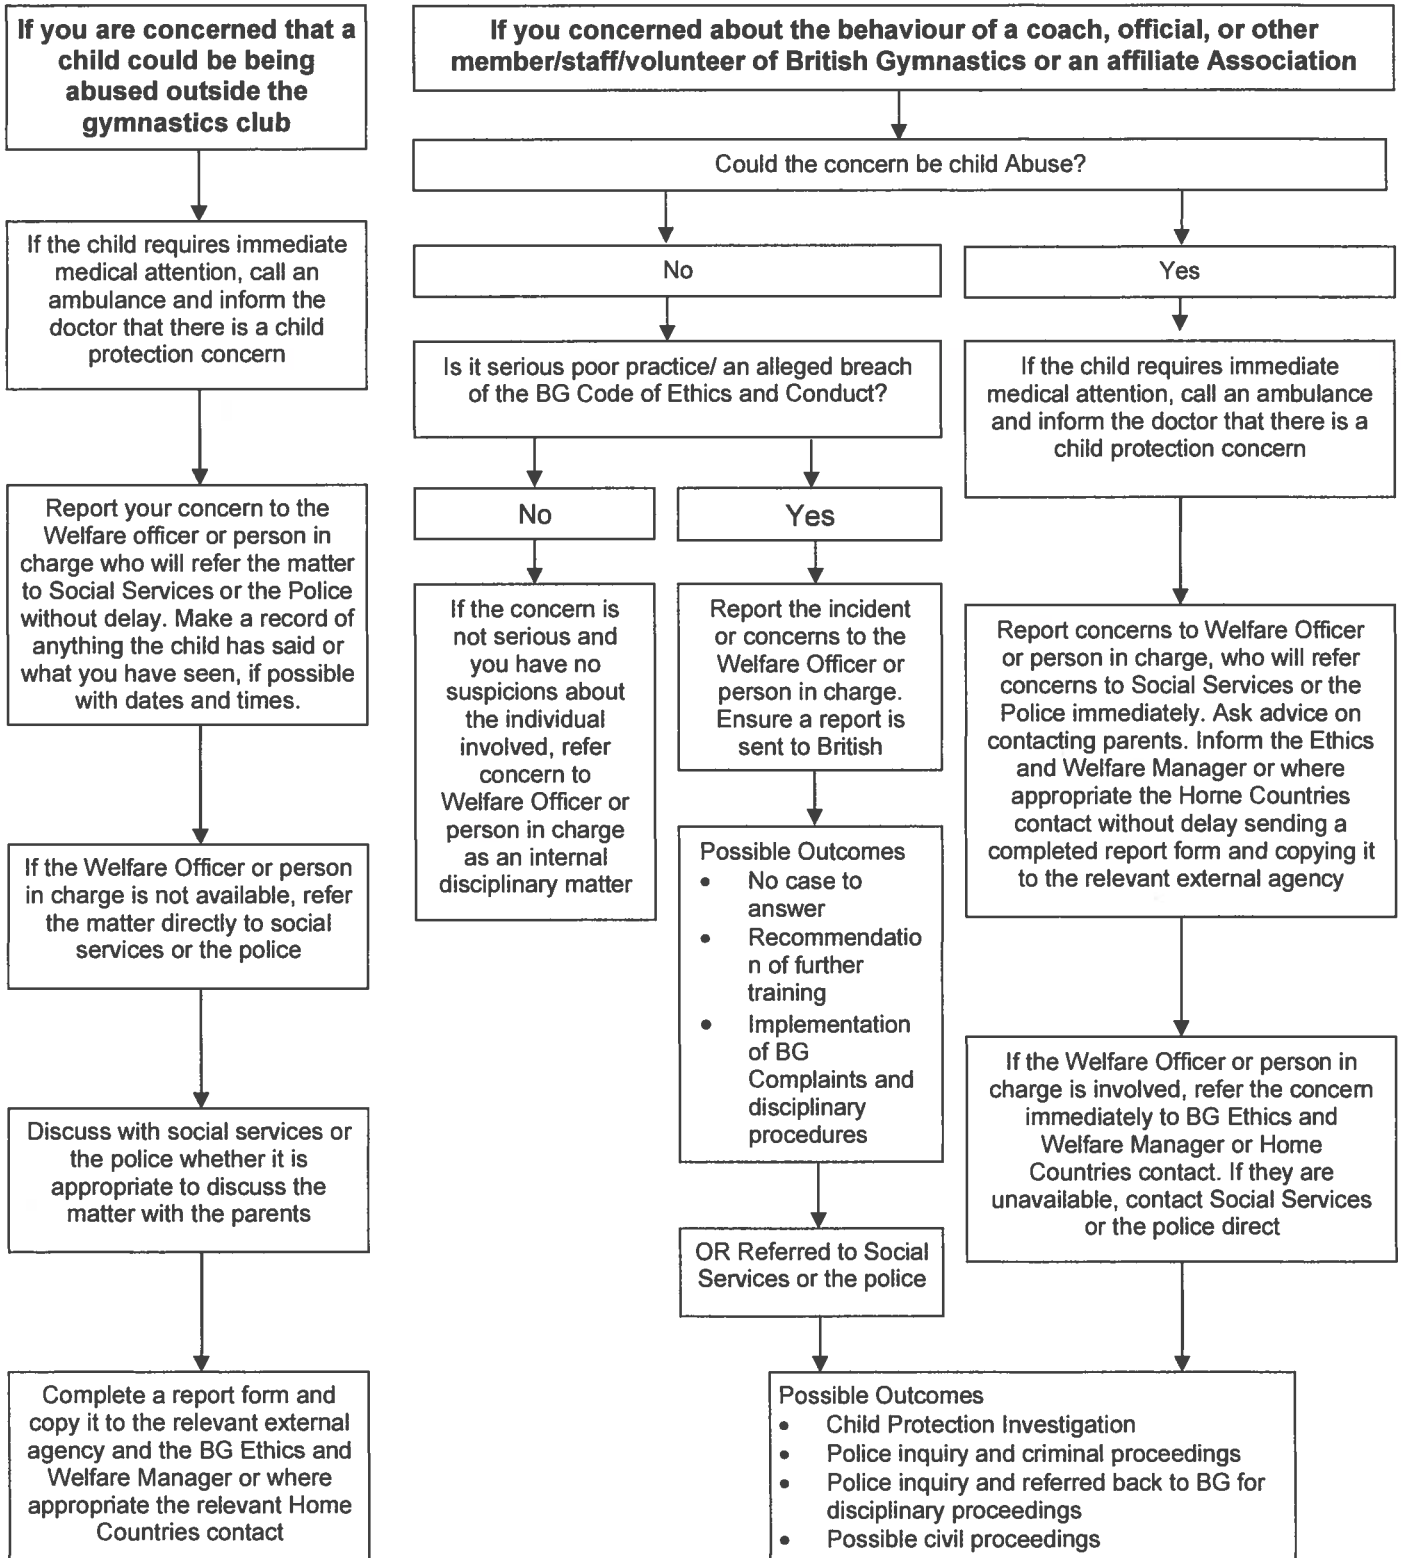 If you are concerned that a
child could be being
abused outside the
gymnastics club
If the child requires immediate
medical attention, call an
ambulance and inform the
doctor that there is a child
protection concern
Report your concern to the
Welfare officer or person in
charge who will refer the matter
to Social Services or the Police
without delay. Make a record of
anything the child has said or
what you have seen, if possible
with dates and times.
If the Welfare Officer or person
in charge is not available, refer
the matter directly to social
services or the police
Discuss with social services or
the police whether it is
appropriate to discuss the
matter with the parents
Complete a report form and
copy it to the relevant external
agency and the BG Ethics and
Welfare Manager or where
appropriate the relevant Home
Countries contact
If you concerned about the behaviour of a coach, official, or other
member/staff/volunteer of British Gymnastics or an affiliate Association
Could the concern be child Abuse?
No
Is it serious poor practice/ an alleged breach
of the BG Code of Ethics and Conduct?
No
If the concern is
not serious and
you have no
suspicions about
the individual
involved, refer
concern to
Welfare Officer or
person in charge
as an internal
disciplinary matter
Yes
Report the incident
or concerns to the
Welfare Officer or
person in charge.
Ensure a report is
sent to British
Possible Outcomes
• No case to
answer
• Recommendatio
n of further
training
• Implementation
of BG
Complaints and
disciplinary
procedures
OR Referred to Social
Services or the police
Yes
If the child requires immediate
medical attention, call an ambulance
and inform the doctor that there is a
child protection concern
Report concerns to Welfare Officer
or person in charge, who will refer
concerns to Social Services or the
Police immediately. Ask advice on
contacting parents. Inform the Ethics
and Welfare Manager or where
appropriate the Home Countries
contact without delay sending a
completed report form and copying it
to the relevant external agency
If the Welfare Officer or person in
charge is involved, refer the concern
immediately to BG Ethics and
Welfare Manager or Home
Countries contact. If they are
unavailable, contact Social Services
or the police direct
Possible Outcomes
• Child Protection Investigation
• Police inquiry and criminal proceedings
• Police inquiry and referred back to BG for
disciplinary proceedings
• Possible civil proceedings